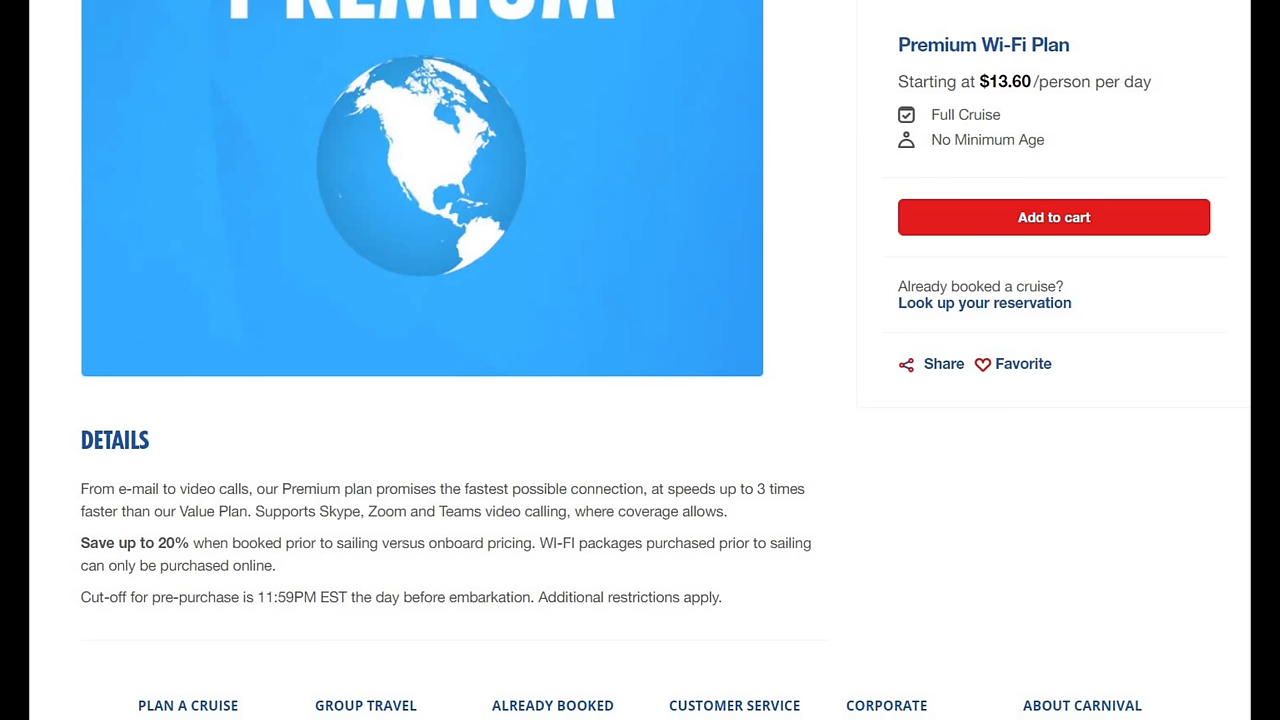 PREMIUM
Premium Wi-Fi Plan
Starting at $13.60/person per day
Full Cruise
No Minimum Age
Add to cart
Already booked a cruise?
Look up your reservation
Share Favorite
DETAILS
From e-mail to video calls, our Premium plan promises the fastest possible connection, at speeds up to 3 times
faster than our Value Plan. Supports Skype, Zoom and Teams video calling, where coverage allows.
Save up to 20% when booked prior to sailing versus onboard pricing. WI-FI packages purchased prior to sailing
can only be purchased online.
Cut-off for pre-purchase is 11:59PM EST the day before embarkation. Additional restrictions apply.
PLAN A CRUISE GROUP TRAVEL ALREADY BOOKED CUSTOMER SERVICE CORPORATE ABOUT CARNIVAL